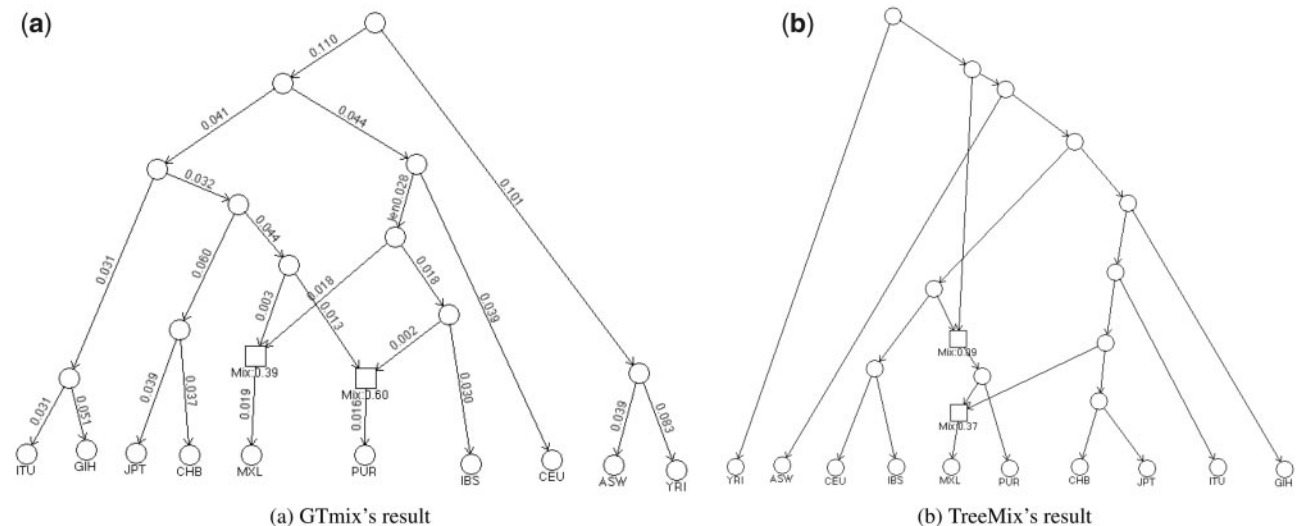 (a)
(b)
0.110
0.041
0.044
0.032
len0.028
0.101
0.044
0.031
0.060
0.018
0.018
0.003
0.013
0.039
0.002
Mix:0.39
Mix:0.60
0.031
0.051
0.039
0.037
0.019
0.016
0.030
0.039
0.083
ITU
GIH
JPT
CHB
MXL
PUR
IBS
CEU
ASW
YRI
Mix:0.09
Mix:0.37
YRI
ASW
CEU
IBS
MXL
PUR
CHB
JPT
ITU
GIH
(a) GTmix's result
(b) TreeMix's result